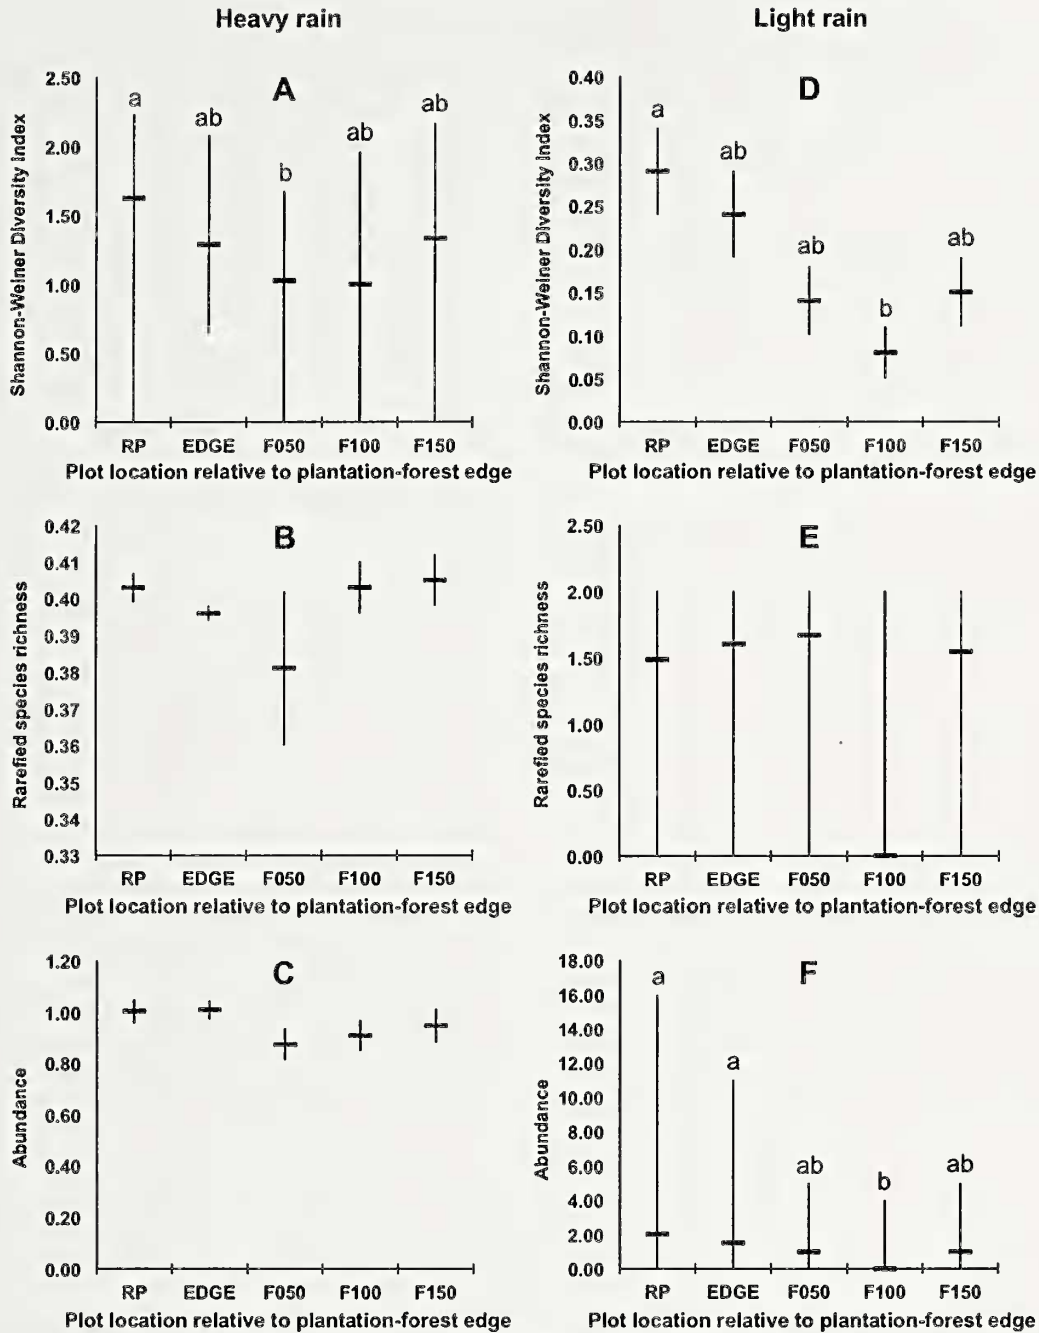 Heavy rain
Light rain
A
Shannon-Weiner Diversity Index
2.50
2.00
1.50
1.00
0.50
0.00
a
ab
b
ab
ab
RP EDGE F050 F100 F150
Plot location relative to plantation-forest edge
D
Shannon-Weiner Diversity Index
0.40
0.35
0.30
0.25
0.20
0.15
0.10
0.05
0.00
a
ab
ab
b
ab
RP EDGE F050 F100 F150
Plot location relative to plantation-forest edge
B
Rarefied species richness
0.42
0.41
0.40
0.39
0.38
0.37
0.36
0.35
0.34
0.33
RP EDGE F050 F100 F150
Plot location relative to plantation-forest edge
E
Rarefied species richness
2.50
2.00
1.50
1.00
0.50
0.00
RP EDGE F050 F100 F150
Plot location relative to plantation-forest edge
C
Abundance
1.20
1.00
0.80
0.60
0.40
0.20
0.00
RP EDGE F050 F100 F150
Plot location relative to plantation-forest edge
F
Abundance
18.00
16.00
14.00
12.00
10.00
8.00
6.00
4.00
2.00
0.00
a
a
ab
b
ab
RP EDGE F050 F100 F150
Plot location relative to plantation-forest edge